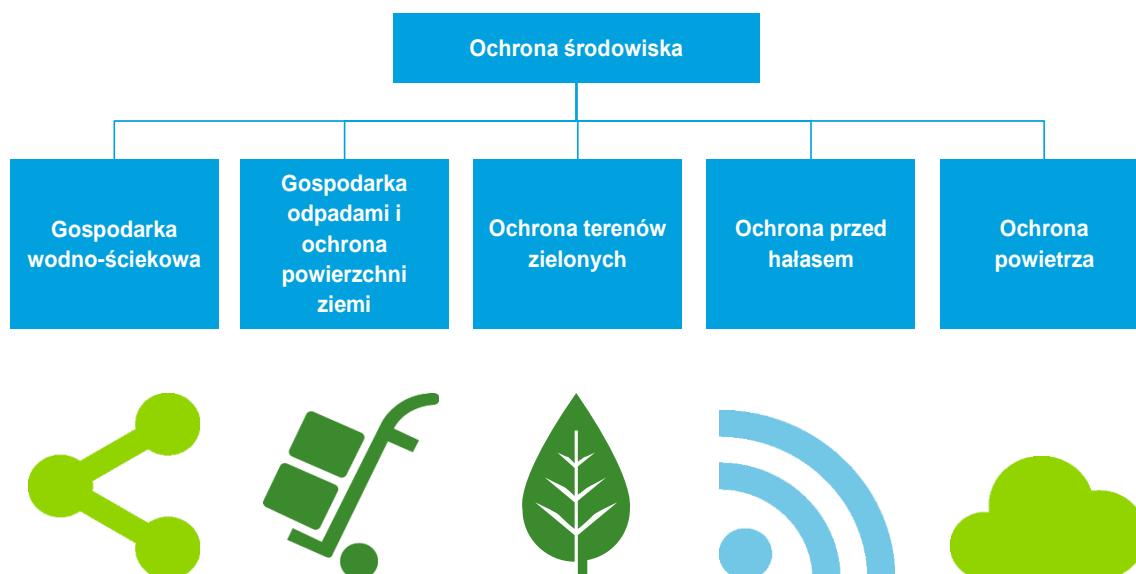 Ochrona środowiska
Gospodarka
wodno-ściekowa
Gospodarka
odpadami i
ochrona
powierzchni
ziemi
Ochrona terenów
zielonych
Ochrona przed
hałasem
Ochrona
powietrza